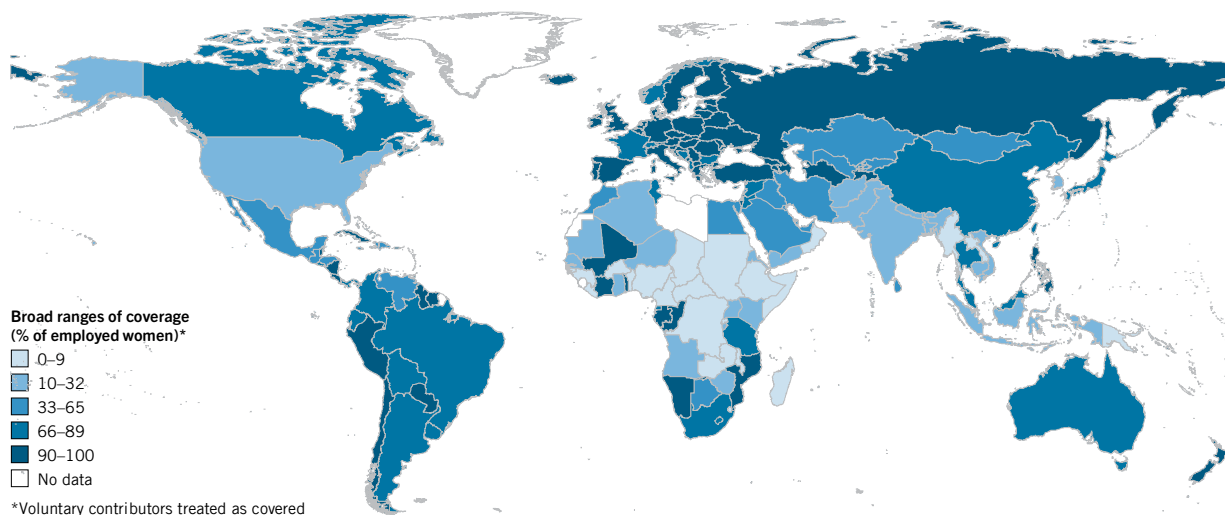 Broad ranges of coverage
(% of employed women)*
0–9
10–32
33–65
66–89
90–100
No data
*Voluntary contributors treated as covered